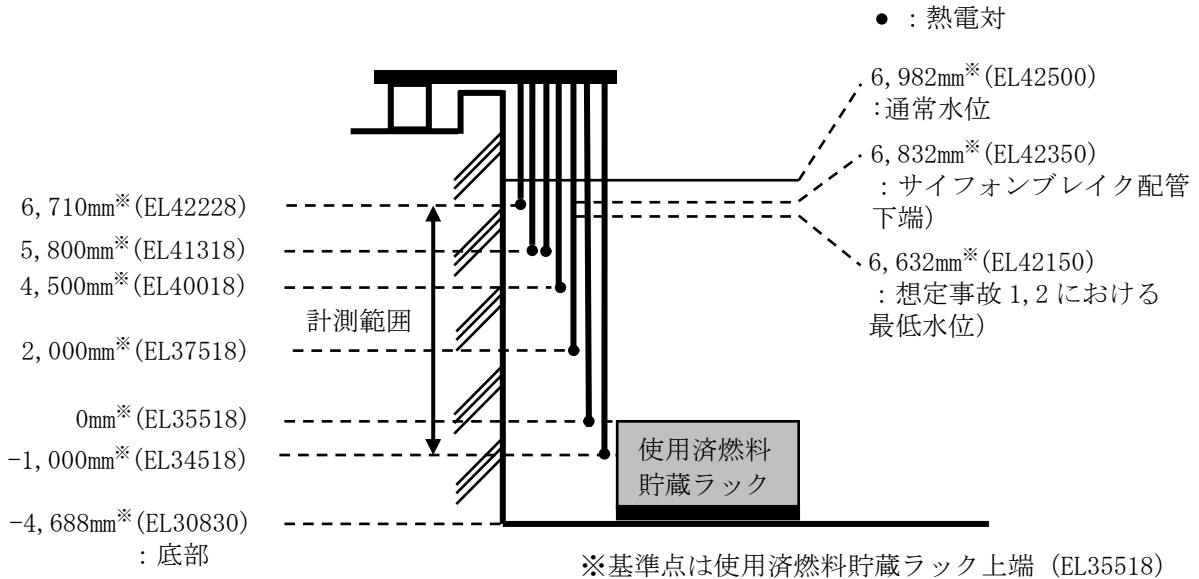 ● : 熱電対
6,982mm※(EL42500)
:通常水位
6,832mm※(EL42350)
: サイフォンブレイク配管
下端)
6,632mm※(EL42150)
: 想定事故 1,2 における
最低水位)
6,710mm※(EL42228)
5,800mm※(EL41318)
4,500mm※(EL40018)
計測範囲
2,000mm※(EL37518)
0mm※(EL35518)
-1,000mm※(EL34518)
使用済燃料
貯蔵ラック
-4,688mm※(EL30830)
: 底部
※基準点は使用済燃料貯蔵ラック上端 (EL35518)